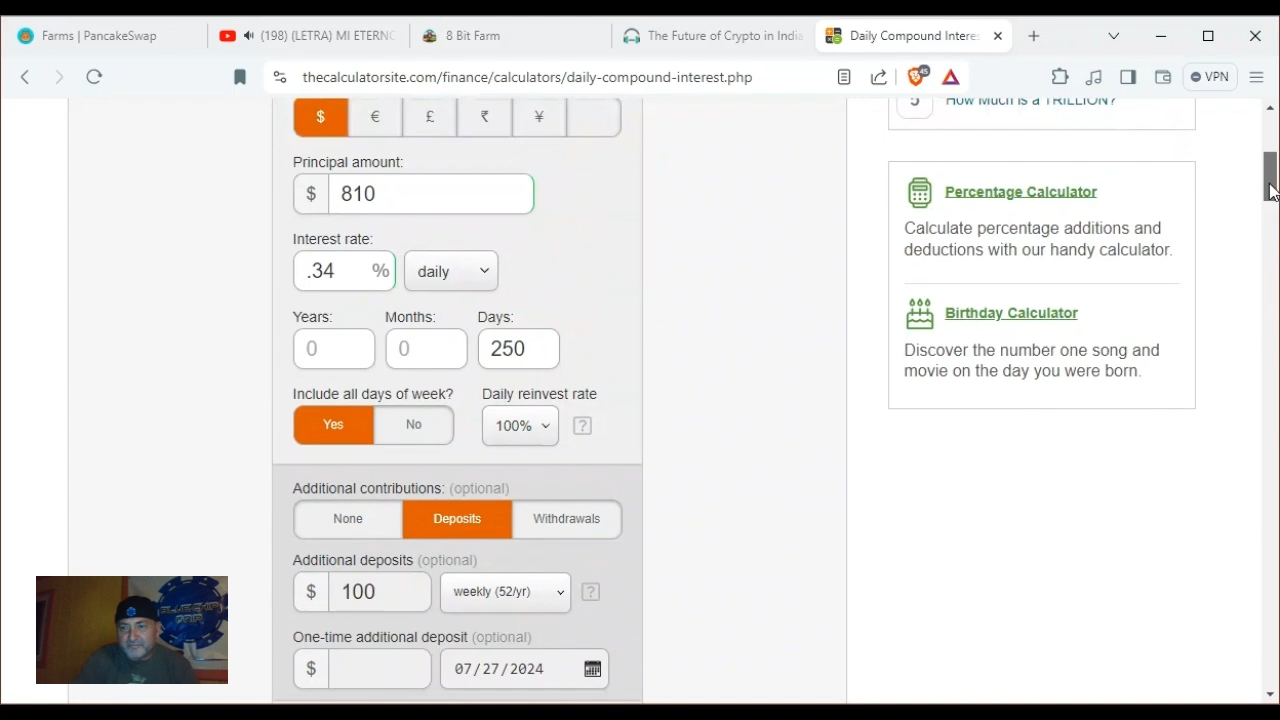 Farms | PancakeSwap
(198) (LETRA) MI ETERNO
8 Bit Farm
The Future of Crypto in India
Daily Compound Interes
thecalculatorsite.com/finance/calculators/daily-compound-interest.php
45
VPN
$ € £ ₹ ¥
Principal amount:
$ 810
Interest rate:
.34 % daily
Years: Months: Days:
0 0 250
Include all days of week? Daily reinvest rate
Yes No 100% ?
Additional contributions: (optional)
None Deposits Withdrawals
Additional deposits (optional)
$ 100 weekly (52/yr) ?
One-time additional deposit (optional)
$ 07/27/2024
5 How Much is a TRILLION?
Percentage Calculator
Calculate percentage additions and
deductions with our handy calculator.
Birthday Calculator
Discover the number one song and
movie on the day you were born.